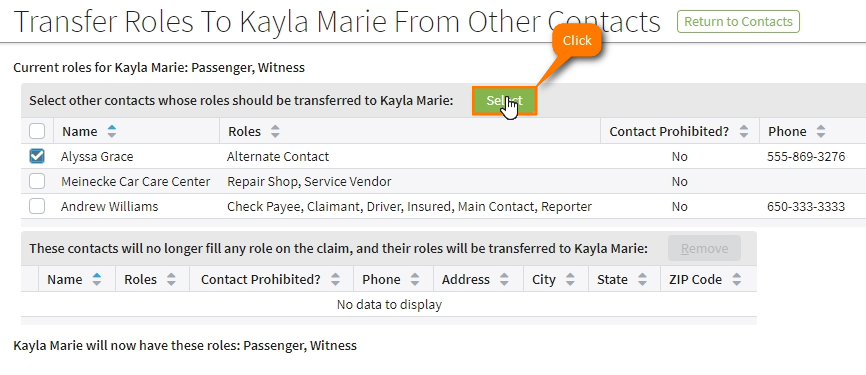 Transfer Roles To Kayla Marie From Other Contacts Return to Contacts
Click
Current roles for Kayla Marie: Passenger, Witness
Select other contacts whose roles should be transferred to Kayla Marie: Select
Name Roles Contact Prohibited? Phone
Alyssa Grace Alternate Contact No 555-869-3276
Meinecke Car Care Center Repair Shop, Service Vendor No
Andrew Williams Check Payee, Claimant, Driver, Insured, Main Contact, Reporter No 650-333-3333
These contacts will no longer fill any role on the claim, and their roles will be transferred to Kayla Marie: Remove
Name Roles Contact Prohibited? Phone Address City State ZIP Code
No data to display
Kayla Marie will now have these roles: Passenger, Witness